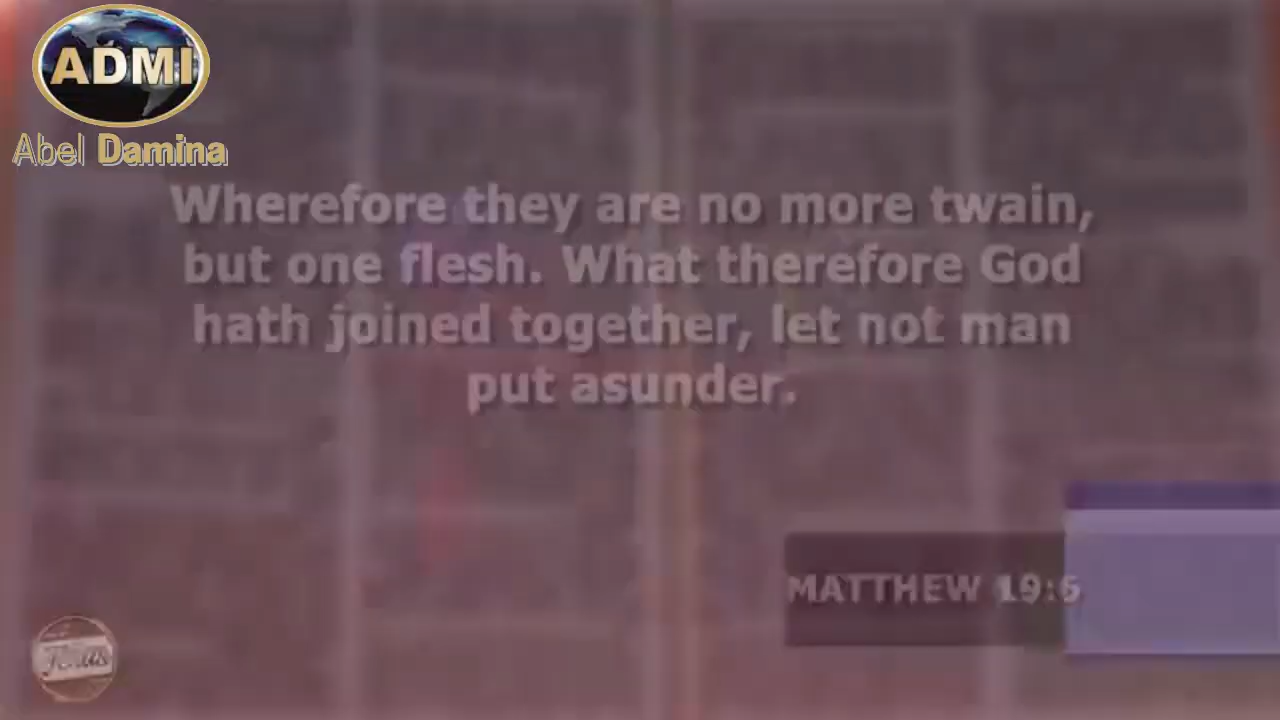 ADMI
Abel Damina
Wherefore they are no more twain,
but one flesh. What therefore God
hath joined together, let not man
put asunder.
MATTHEW 19:6